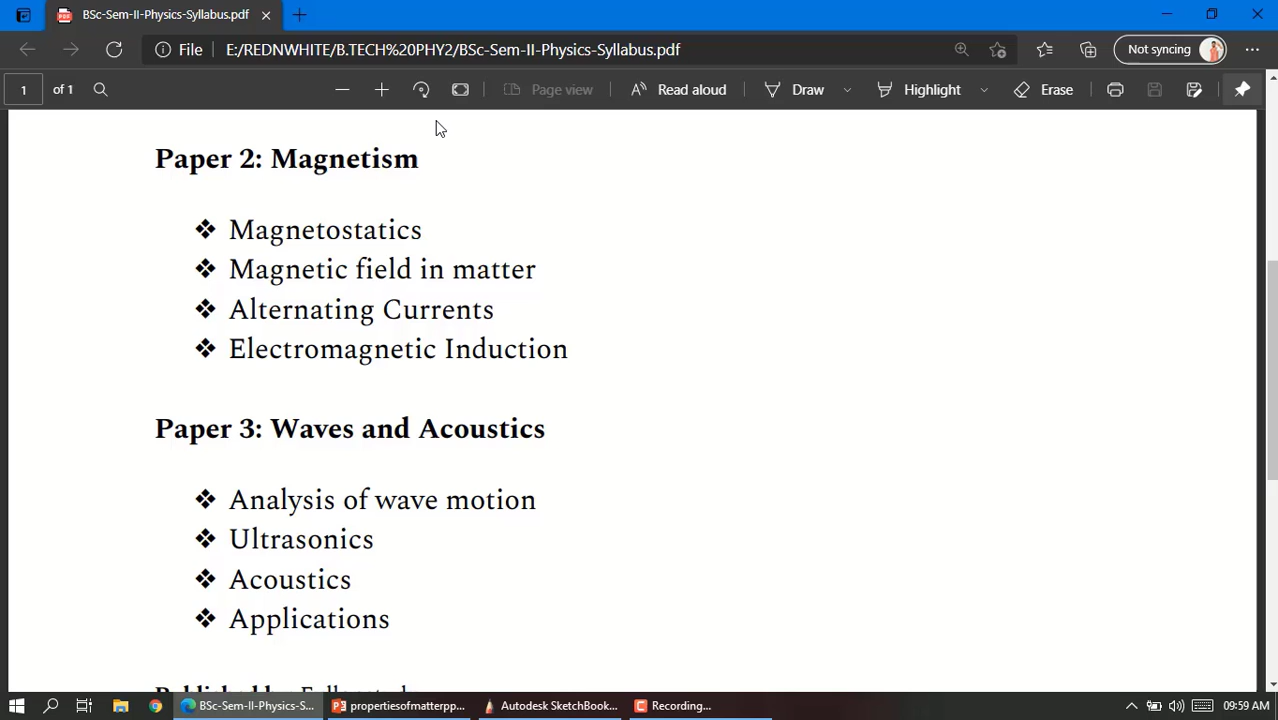 BSc-Sem-II-Physics-Syllabus.pdf
File E:/REDNWHITE/B.TECH%20PHY2/BSc-Sem-II-Physics-Syllabus.pdf Not syncing
1 of 1 Page view Read aloud Draw Highlight Erase
Paper 2: Magnetism
❖ Magnetostatics
❖ Magnetic field in matter
❖ Alternating Currents
❖ Electromagnetic Induction
Paper 3: Waves and Acoustics
❖ Analysis of wave motion
❖ Ultrasonics
❖ Acoustics
❖ Applications
BSc-Sem-II-Physics-S... propertiesofmatterpp... Autodesk SketchBook... Recording... 09:59 AM